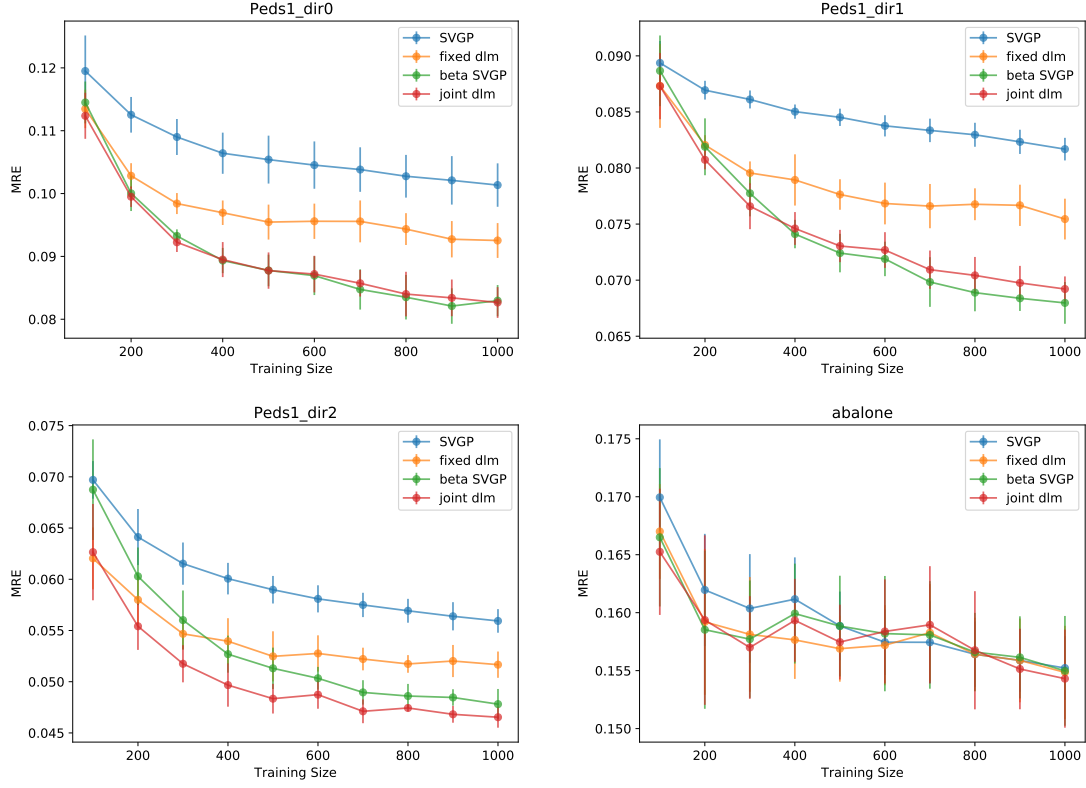 Peds1_dir0
MRE
0.12
0.11
0.10
0.09
0.08
SVGP
fixed dlm
beta SVGP
joint dlm
200 400 600 800 1000
Training Size
Peds1_dir1
MRE
0.090
0.085
0.080
0.075
0.070
0.065
SVGP
fixed dlm
beta SVGP
joint dlm
200 400 600 800 1000
Training Size
Peds1_dir2
MRE
0.075
0.070
0.065
0.060
0.055
0.050
0.045
SVGP
fixed dlm
beta SVGP
joint dlm
200 400 600 800 1000
Training Size
abalone
MRE
0.175
0.170
0.165
0.160
0.155
0.150
SVGP
fixed dlm
beta SVGP
joint dlm
200 400 600 800 1000
Training Size